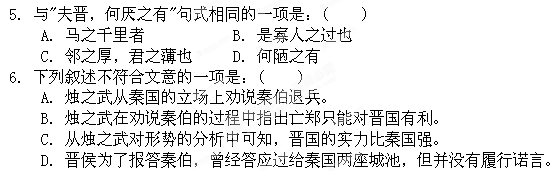 5. 与"夫晋，何厌之有"句式相同的一项是：（    ）
A. 马之千里者    B. 是寡人之过也
C. 邻之厚，君之薄也    D. 何陋之有
6. 下列叙述不符合文意的一项是：（    ）
A. 烛之武从秦国的立场上劝说秦伯退兵。
B. 烛之武在劝说秦伯的过程中指出亡郑只能对晋国有利。
C. 从烛之武对形势的分析中可知，晋国的实力比秦国强。
D. 晋侯为了报答秦伯，曾经答应过给秦国两座城池，但并没有履行诺言。